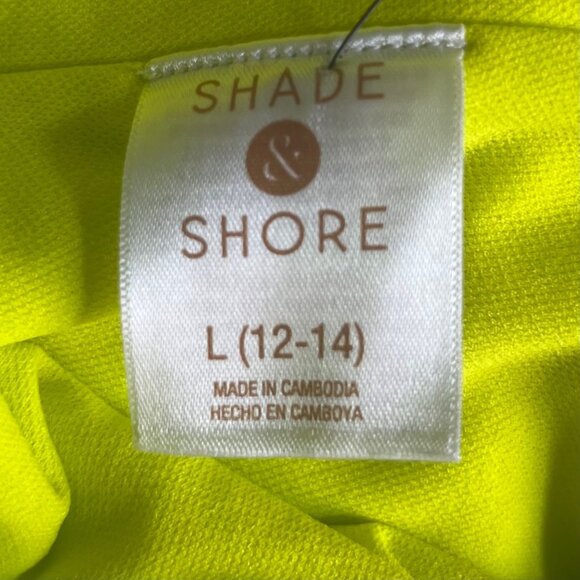 SHADE
&
SHORE
L (12-14)
MADE IN CAMBODIA
HECHO EN CAMBOYA